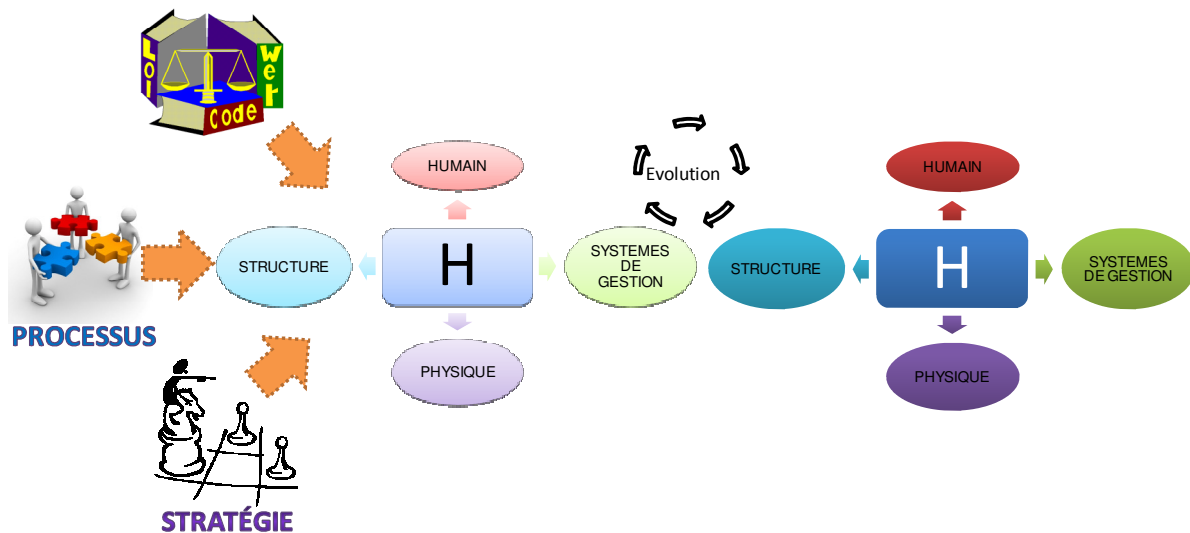 Loi
Wet
Code
HUMAIN
Evolution
HUMAIN
STRUCTURE
H
SYSTEMES
DE
GESTION
STRUCTURE
H
SYSTEMES
DE GESTION
PROCESSUS
PHYSIQUE
PHYSIQUE
STRATÉGIE